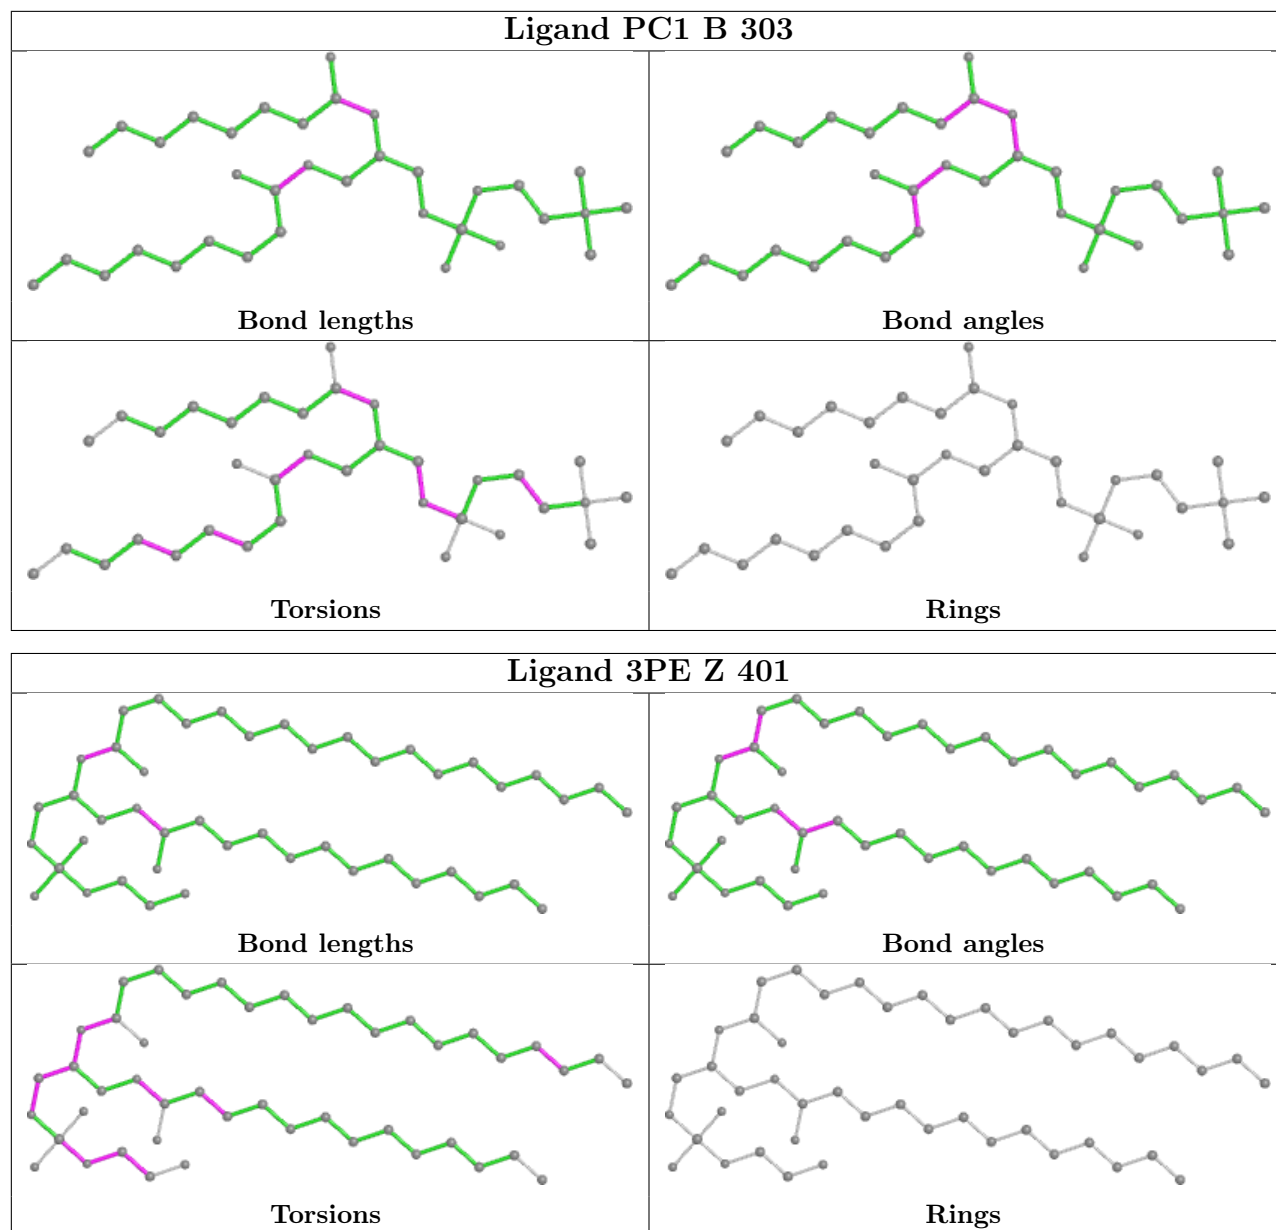 Ligand PC1 B 303
Bond lengths
Bond angles
Torsions
Rings
Ligand 3PE Z 401
Bond lengths
Bond angles
Torsions
Rings